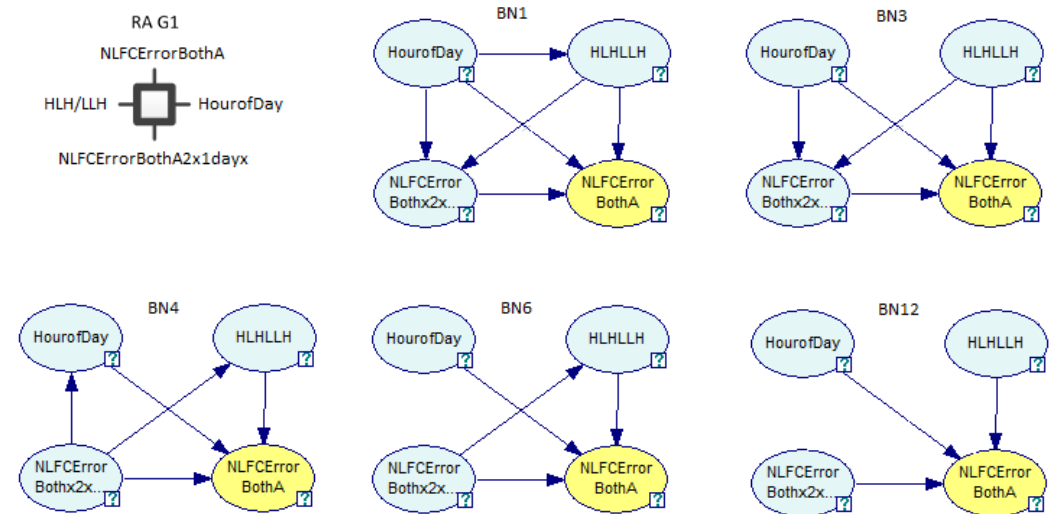 RA G1
NLFCErrorBothA
HLH/LLH
HourofDay
NLFCErrorBothA2x1dayx
BN1
HourofDay
?
HLHLLH
?
NLFCError
Bothx2x...
?
NLFCError
BothA
?
BN3
HourofDay
?
HLHLLH
?
NLFCError
Bothx2x...
?
NLFCError
BothA
?
BN4
HourofDay
?
HLHLLH
?
NLFCError
Bothx2x...
?
NLFCError
BothA
?
BN6
HourofDay
?
HLHLLH
?
NLFCError
Bothx2x...
?
NLFCError
BothA
?
BN12
HourofDay
?
HLHLLH
?
NLFCError
Bothx2x...
?
NLFCError
BothA
?